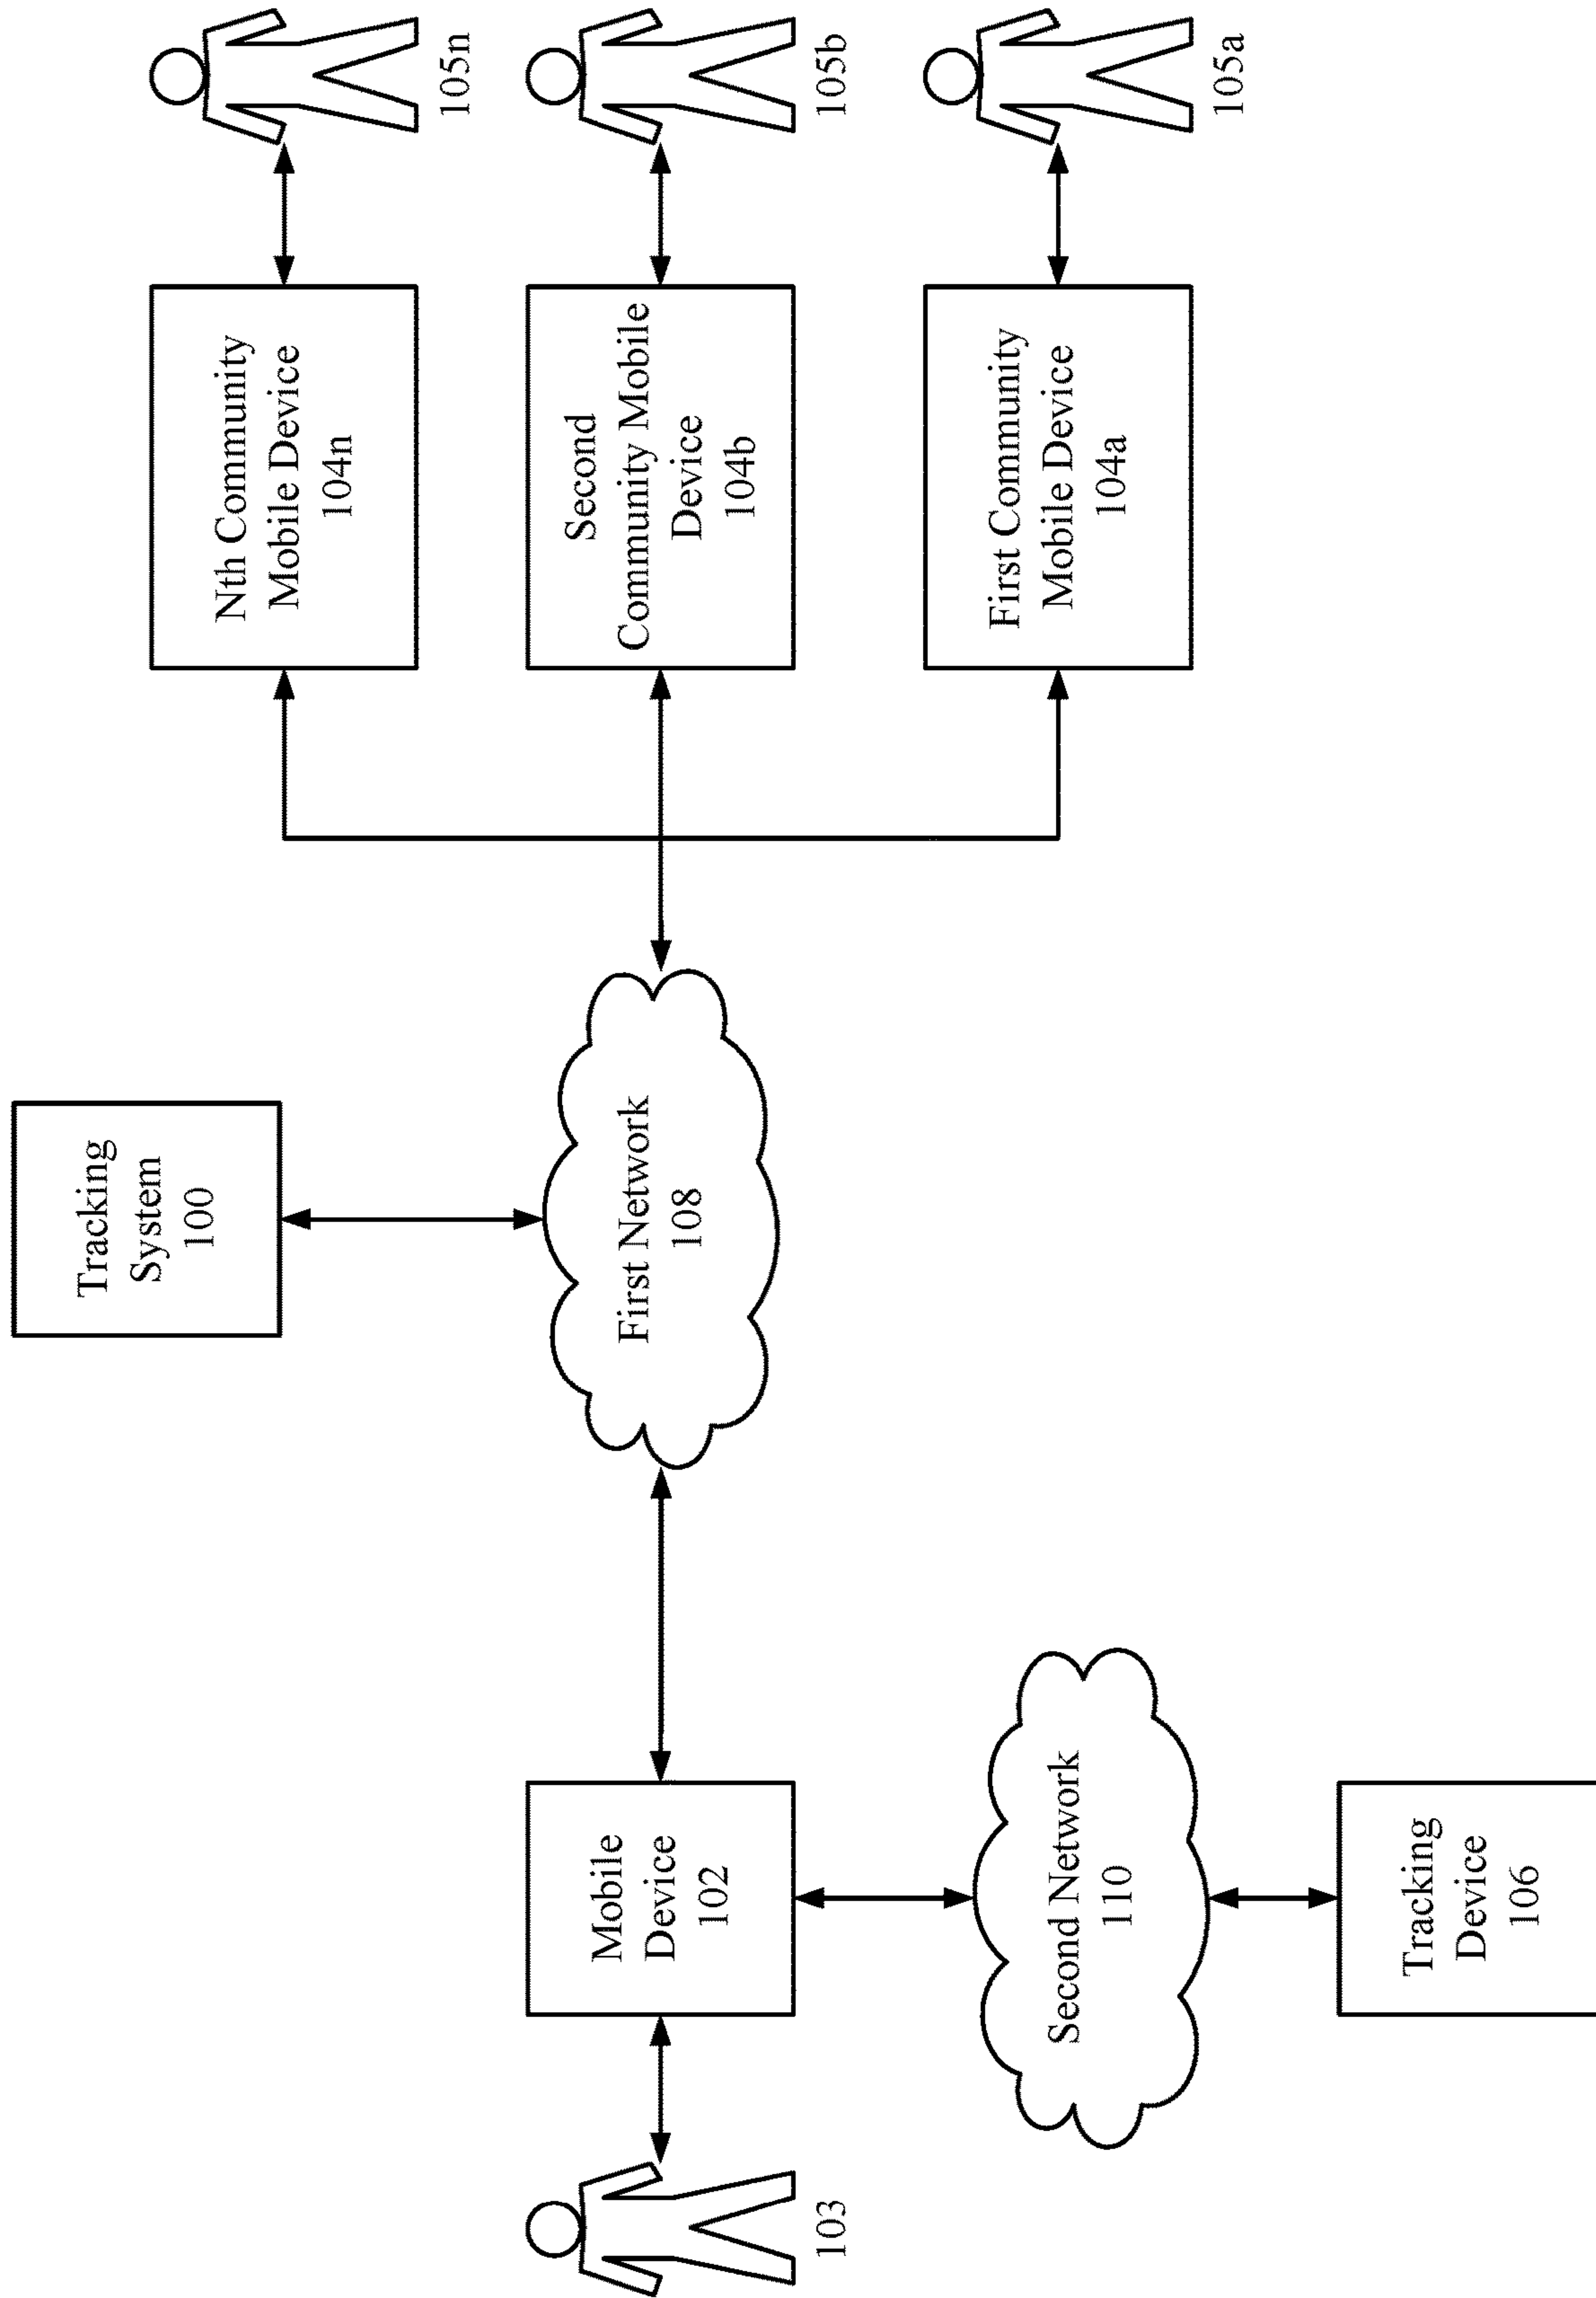 Tracking
System
100
Nth Community
Mobile Device
104n
105n
103
Mobile
Device
102
First Network
108
Second
Community Mobile
Device
104b
105b
Second Network
110
First Community
Mobile Device
104a
105a
Tracking
Device
106